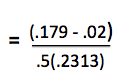 = (.179 - .02)
.5(.2313)